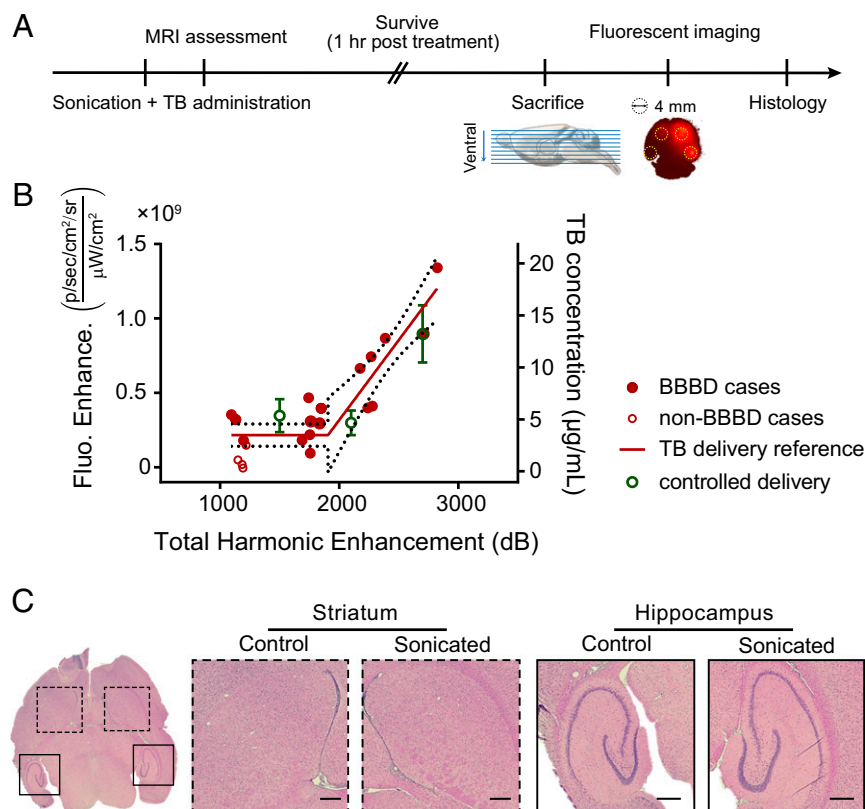 A
MRI assessment
Survive
(1 hr post treatment)
Fluorescent imaging
Sonication + TB administration
Sacrifice
4 mm
Histology
Ventral
B
×10⁹
Fluo. Enhance. (p/sec/cm²/sr / µW/cm²)
1.5
1.0
0.5
0
1000
2000
3000
Total Harmonic Enhancement (dB)
20
15
10
5
0
TB concentration (µg/mL)
BBBD cases
non-BBBD cases
TB delivery reference
controlled delivery
C
Striatum
Control
Sonicated
Hippocampus
Control
Sonicated